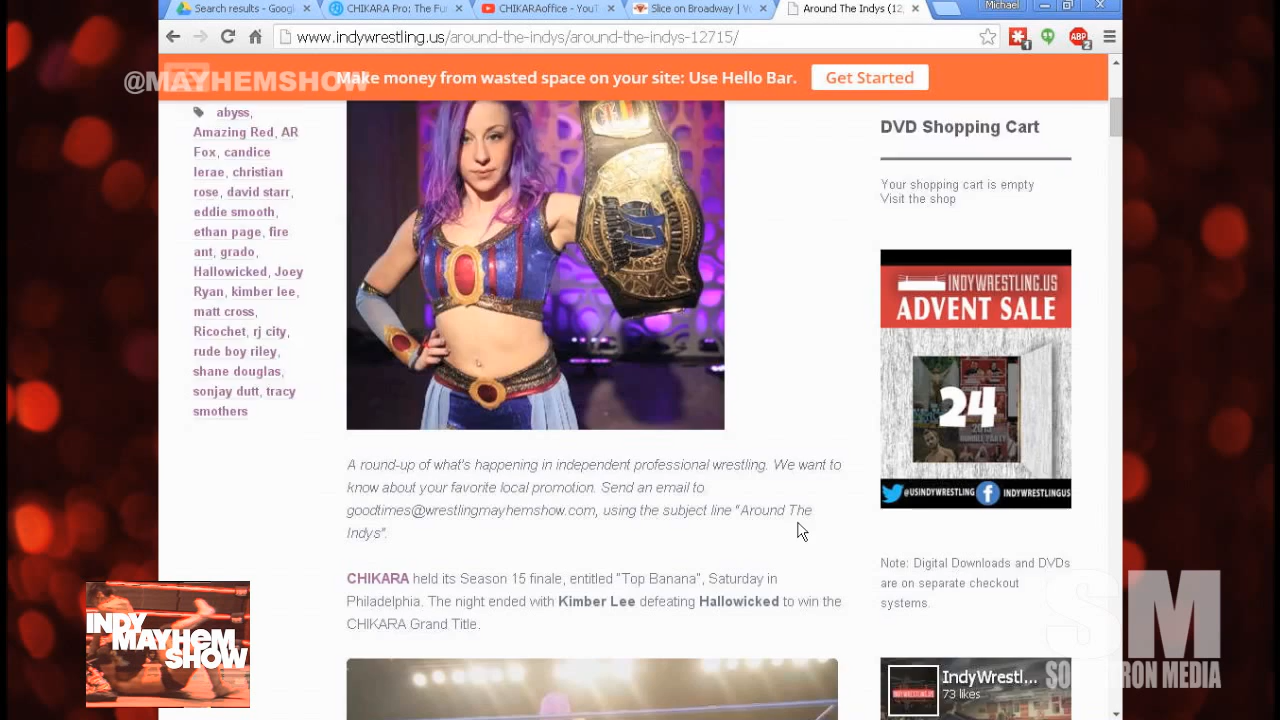 Search results - Googl
CHIKARA Pro: The Fu
CHIKARAoffice - YouT
Slice on Broadway | Yo
Around The Indys (12,
Michael
www.indywrestling.us/around-the-indys/around-the-indys-12715/
ABP
@MAYHEMSHOW
Make money from wasted space on your site: Use Hello Bar.
Get Started
abyss,
Amazing Red, AR
Fox, candice
lerae, christian
rose, david starr,
eddie smooth,
ethan page, fire
ant, grado,
Hallowicked, Joey
Ryan, kimber lee,
matt cross,
Ricochet, rj city,
rude boy riley,
shane douglas,
sonjay dutt, tracy
smothers
A round-up of what's happening in independent professional wrestling. We want to
know about your favorite local promotion. Send an email to
goodtimes@wrestlingmayhemshow.com, using the subject line "Around The
Indys".
CHIKARA held its Season 15 finale, entitled "Top Banana", Saturday in
Philadelphia. The night ended with Kimber Lee defeating Hallowicked to win the
CHIKARA Grand Title.
DVD Shopping Cart
Your shopping cart is empty
Visit the shop
INDYWRESTLING.US
ADVENT SALE
24
@USINDYWRESTLING
INDYWRESTLINGUS
Note: Digital Downloads and DVDs
are on separate checkout
systems.
IndyWrestl...
73 likes
INDY
MAYHEM
SHOW
SM
MEDIA